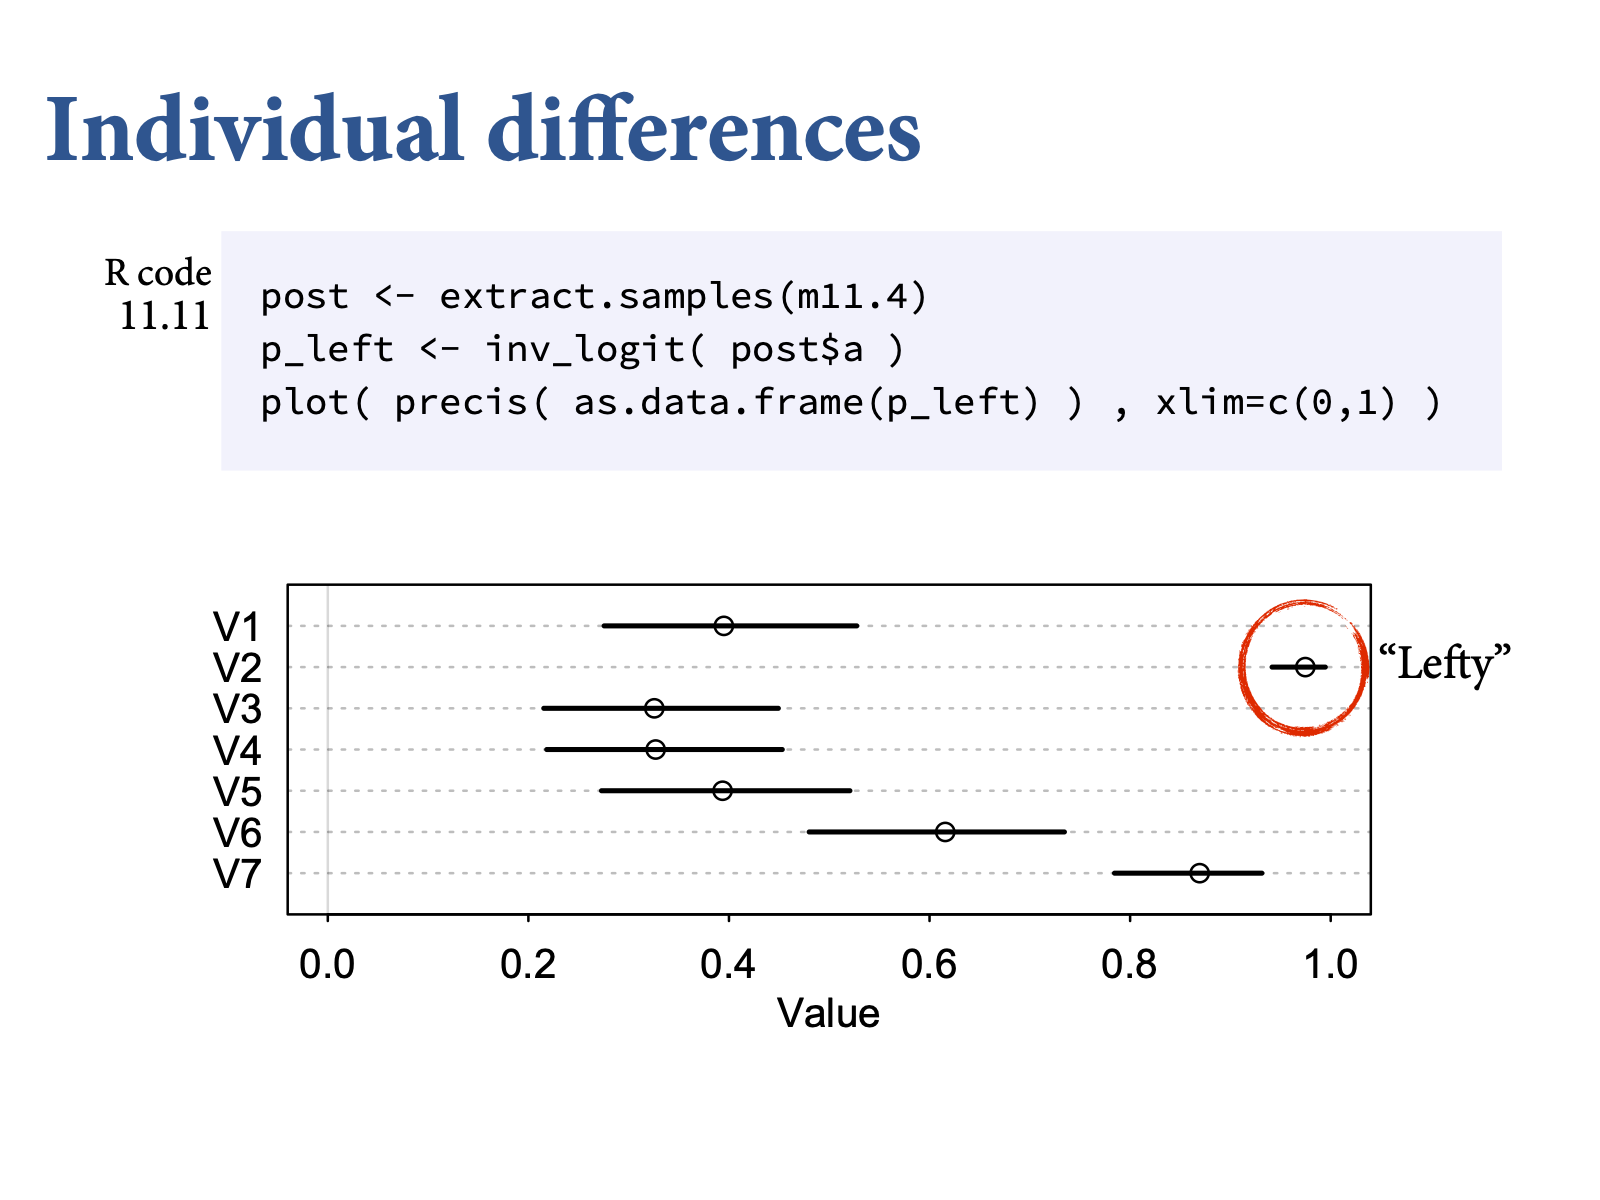 Individual differences
R code
11.11
post <- extract.samples(m11.4)
p_left <- inv_logit( post$a )
plot( precis( as.data.frame(p_left) ) , xlim=c(0,1) )
V1
V2
“Lefty”
V3
V4
V5
V6
V7
0.0 0.2 0.4 0.6 0.8 1.0
Value